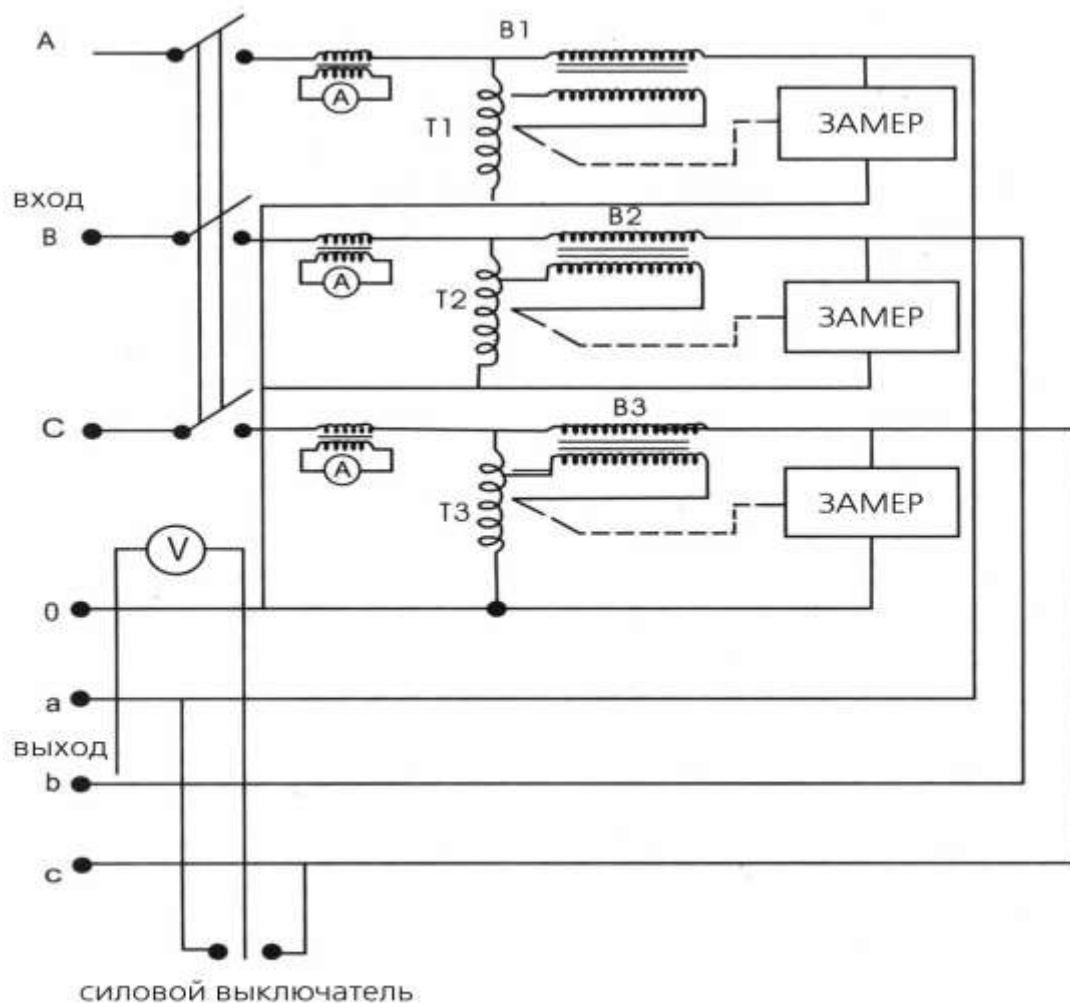 A
B1
A
T1
ЗАМЕР
вход
B
B2
A
T2
ЗАМЕР
C
B3
A
T3
ЗАМЕР
V
0
a
выход
b
c
силовой выключатель